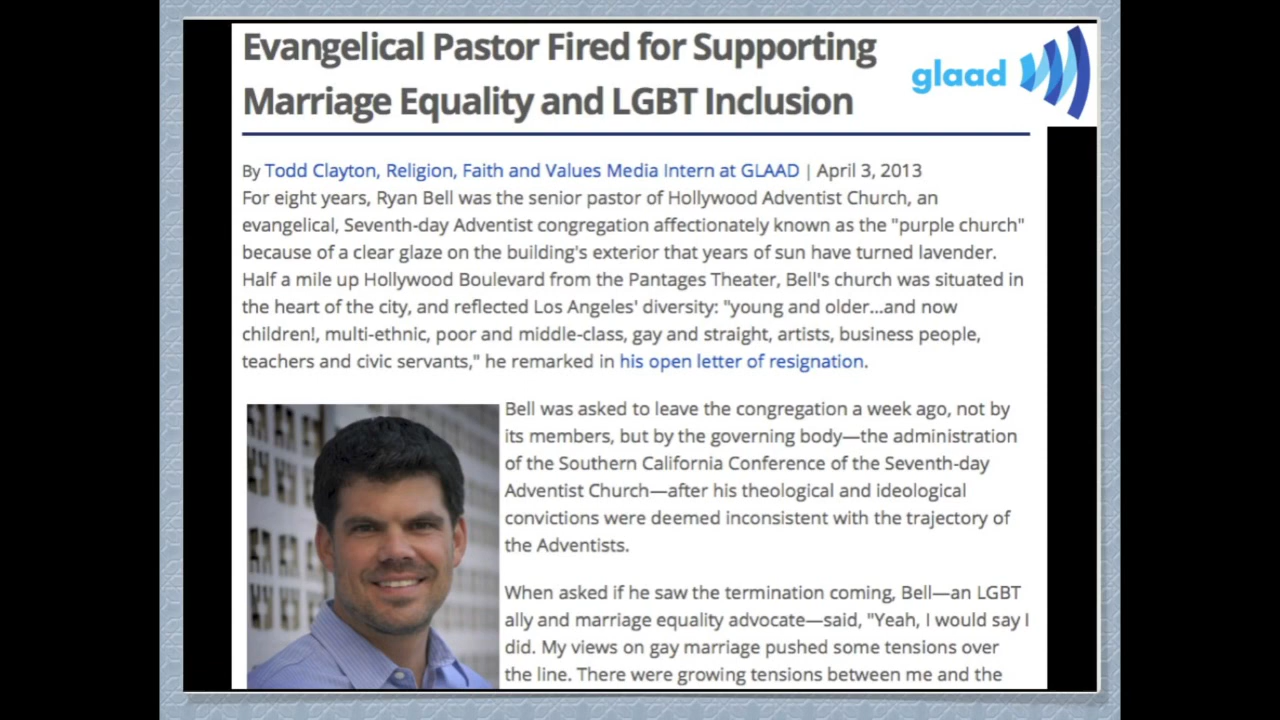 Evangelical Pastor Fired for Supporting
Marriage Equality and LGBT Inclusion
glaad
By Todd Clayton, Religion, Faith and Values Media Intern at GLAAD | April 3, 2013
For eight years, Ryan Bell was the senior pastor of Hollywood Adventist Church, an
evangelical, Seventh-day Adventist congregation affectionately known as the "purple church"
because of a clear glaze on the building's exterior that years of sun have turned lavender.
Half a mile up Hollywood Boulevard from the Pantages Theater, Bell's church was situated in
the heart of the city, and reflected Los Angeles' diversity: "young and older...and now
children!, multi-ethnic, poor and middle-class, gay and straight, artists, business people,
teachers and civic servants," he remarked in his open letter of resignation.
Bell was asked to leave the congregation a week ago, not by
its members, but by the governing body—the administration
of the Southern California Conference of the Seventh-day
Adventist Church—after his theological and ideological
convictions were deemed inconsistent with the trajectory of
the Adventists.
When asked if he saw the termination coming, Bell—an LGBT
ally and marriage equality advocate—said, "Yeah, I would say I
did. My views on gay marriage pushed some tensions over
the line. There were growing tensions between me and the